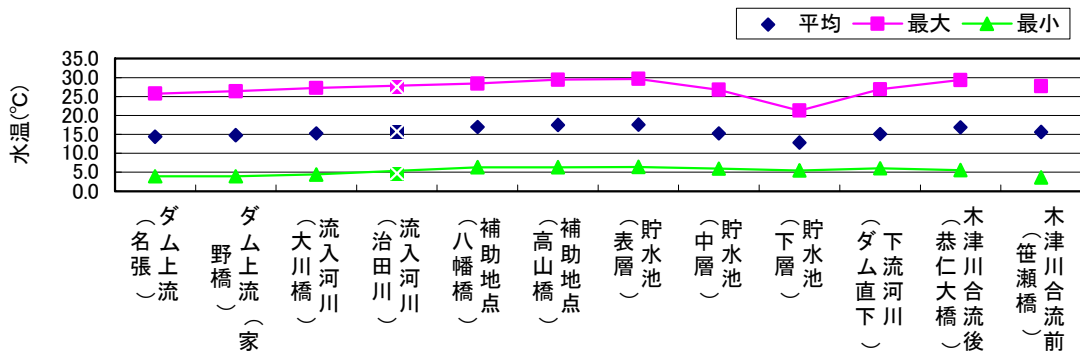 平均 最大 最小
水温(℃)
35.0
30.0
25.0
20.0
15.0
10.0
5.0
0.0
ダム上流
（名張）
ダム上流（家
野橋）
流入河川
（大川橋）
流入河川
（治田川）
補助地点
（八幡橋）
補助地点
（高山橋）
貯水池
（表層）
貯水池
（中層）
貯水池
（下層）
下流河川
（ダム直下）
木津川合流後
（恭仁大橋）
木津川合流前
（笹瀬橋）